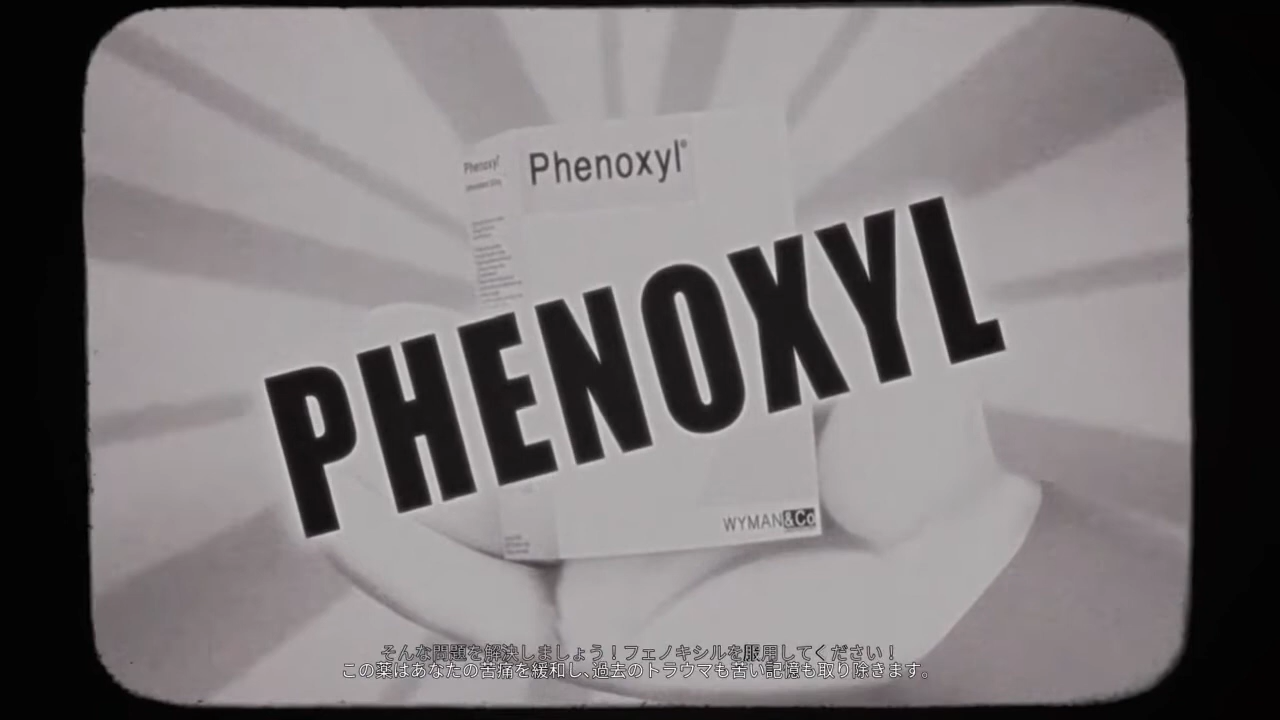 Phenoxyl
Phenoxyl®
PHENOXYL
WYMAN&Co
そんな問題を解決しましょう！フェノキシルを服用してください！
この薬はあなたの苦痛を緩和し、過去のトラウマも苦い記憶も取り除きます。